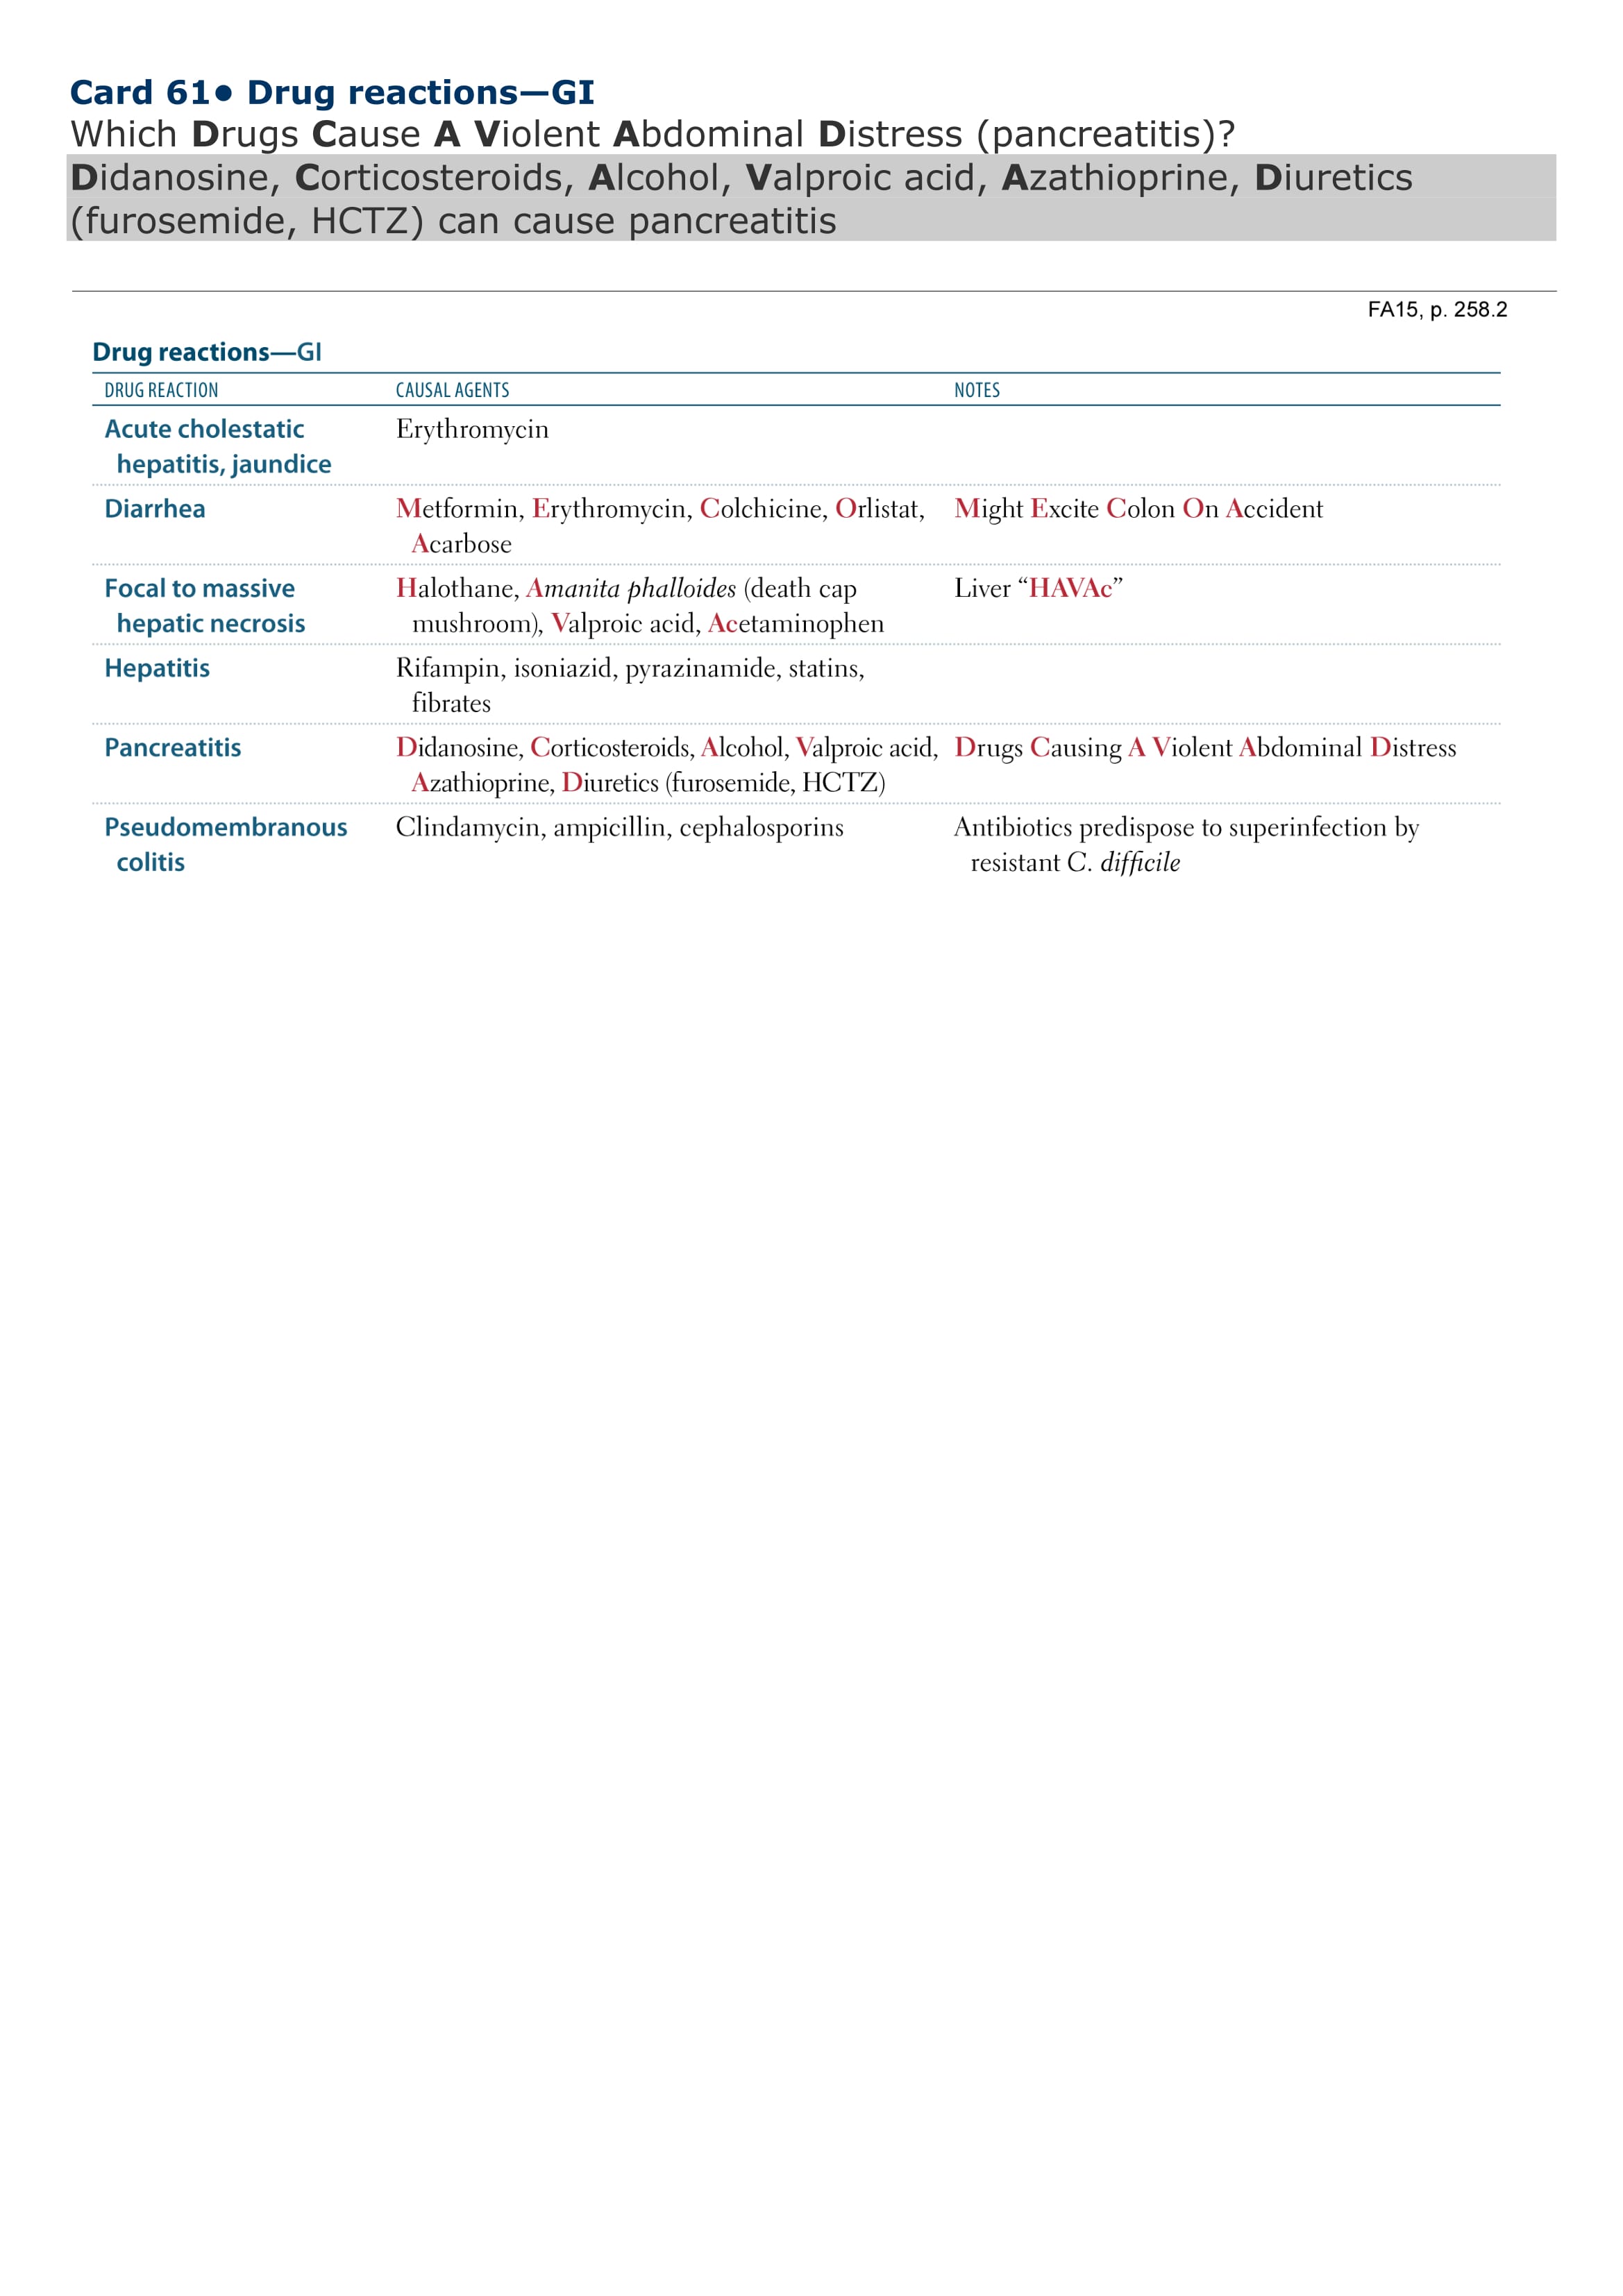 Card 61● Drug reactions—GI
Which Drugs Cause A Violent Abdominal Distress (pancreatitis)?
Didanosine, Corticosteroids, Alcohol, Valproic acid, Azathioprine, Diuretics
(furosemide, HCTZ) can cause pancreatitis
FA15, p. 258.2
Drug reactions—GI
DRUG REACTION CAUSAL AGENTS NOTES
Acute cholestatic Erythromycin
hepatitis, jaundice
Diarrhea Metformin, Erythromycin, Colchicine, Orlistat, Might Excite Colon On Accident
Acarbose
Focal to massive Halothane, Amanita phalloides (death cap Liver “HAVAc”
hepatic necrosis mushroom), Valproic acid, Acetaminophen
Hepatitis Rifampin, isoniazid, pyrazinamide, statins,
fibrates
Pancreatitis Didanosine, Corticosteroids, Alcohol, Valproic acid, Drugs Causing A Violent Abdominal Distress
Azathioprine, Diuretics (furosemide, HCTZ)
Pseudomembranous Clindamycin, ampicillin, cephalosporins Antibiotics predispose to superinfection by
colitis resistant C. difficile